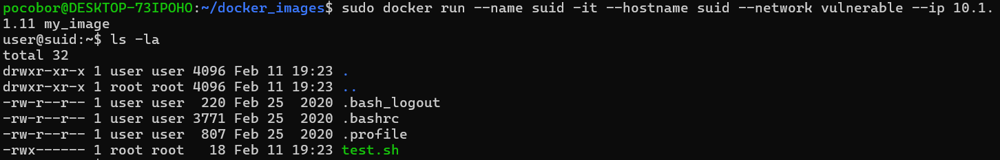 pocobor@DESKTOP-73IPOHO:~/docker_images$ sudo docker run --name suid -it --hostname suid --network vulnerable --ip 10.1.
1.11 my_image
user@suid:~$ ls -la
total 32
drwxr-xr-x 1 user user 4096 Feb 11 19:23 .
drwxr-xr-x 1 root root 4096 Feb 11 19:23 ..
-rw-r--r-- 1 user user  220 Feb 25  2020 .bash_logout
-rw-r--r-- 1 user user 3771 Feb 25  2020 .bashrc
-rw-r--r-- 1 user user  807 Feb 25  2020 .profile
-rwx------ 1 root root   18 Feb 11 19:23 test.sh